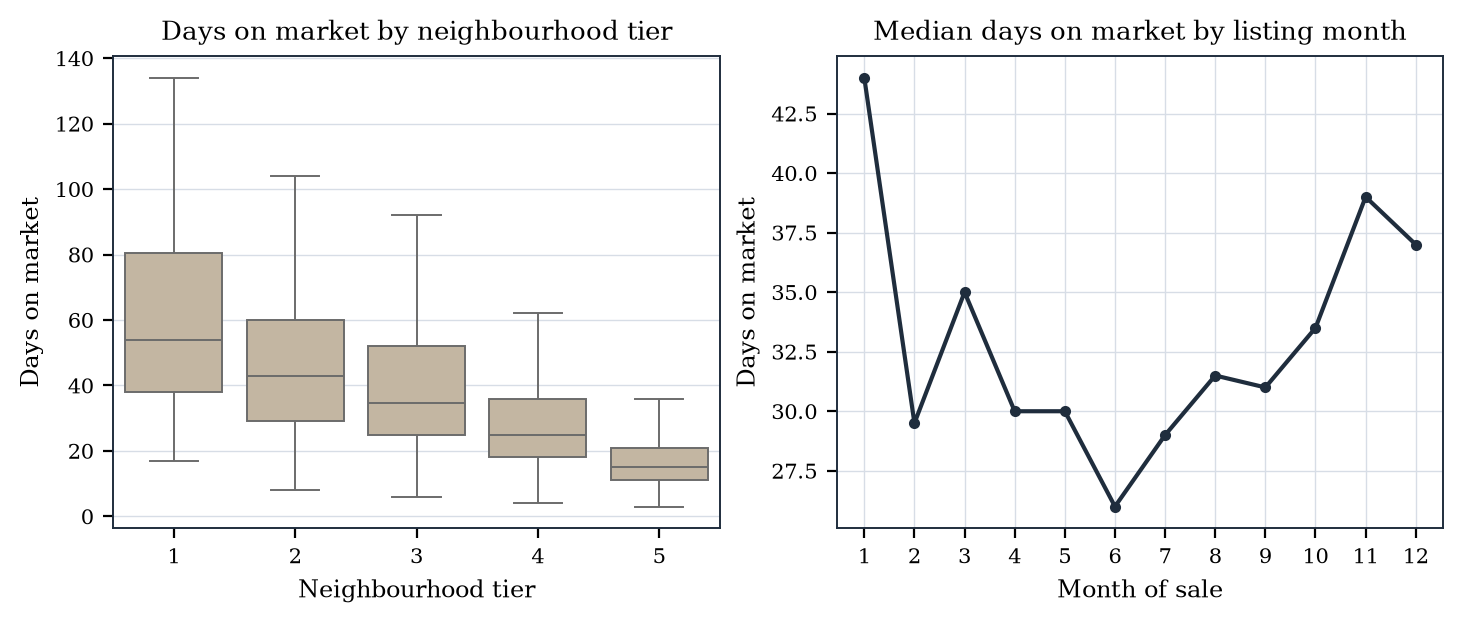 Days on market by neighbourhood tier
Days on market
140
120
100
80
60
40
20
0
1 2 3 4 5
Neighbourhood tier
Median days on market by listing month
Days on market
42.5
40.0
37.5
35.0
32.5
30.0
27.5
1 2 3 4 5 6 7 8 9 10 11 12
Month of sale